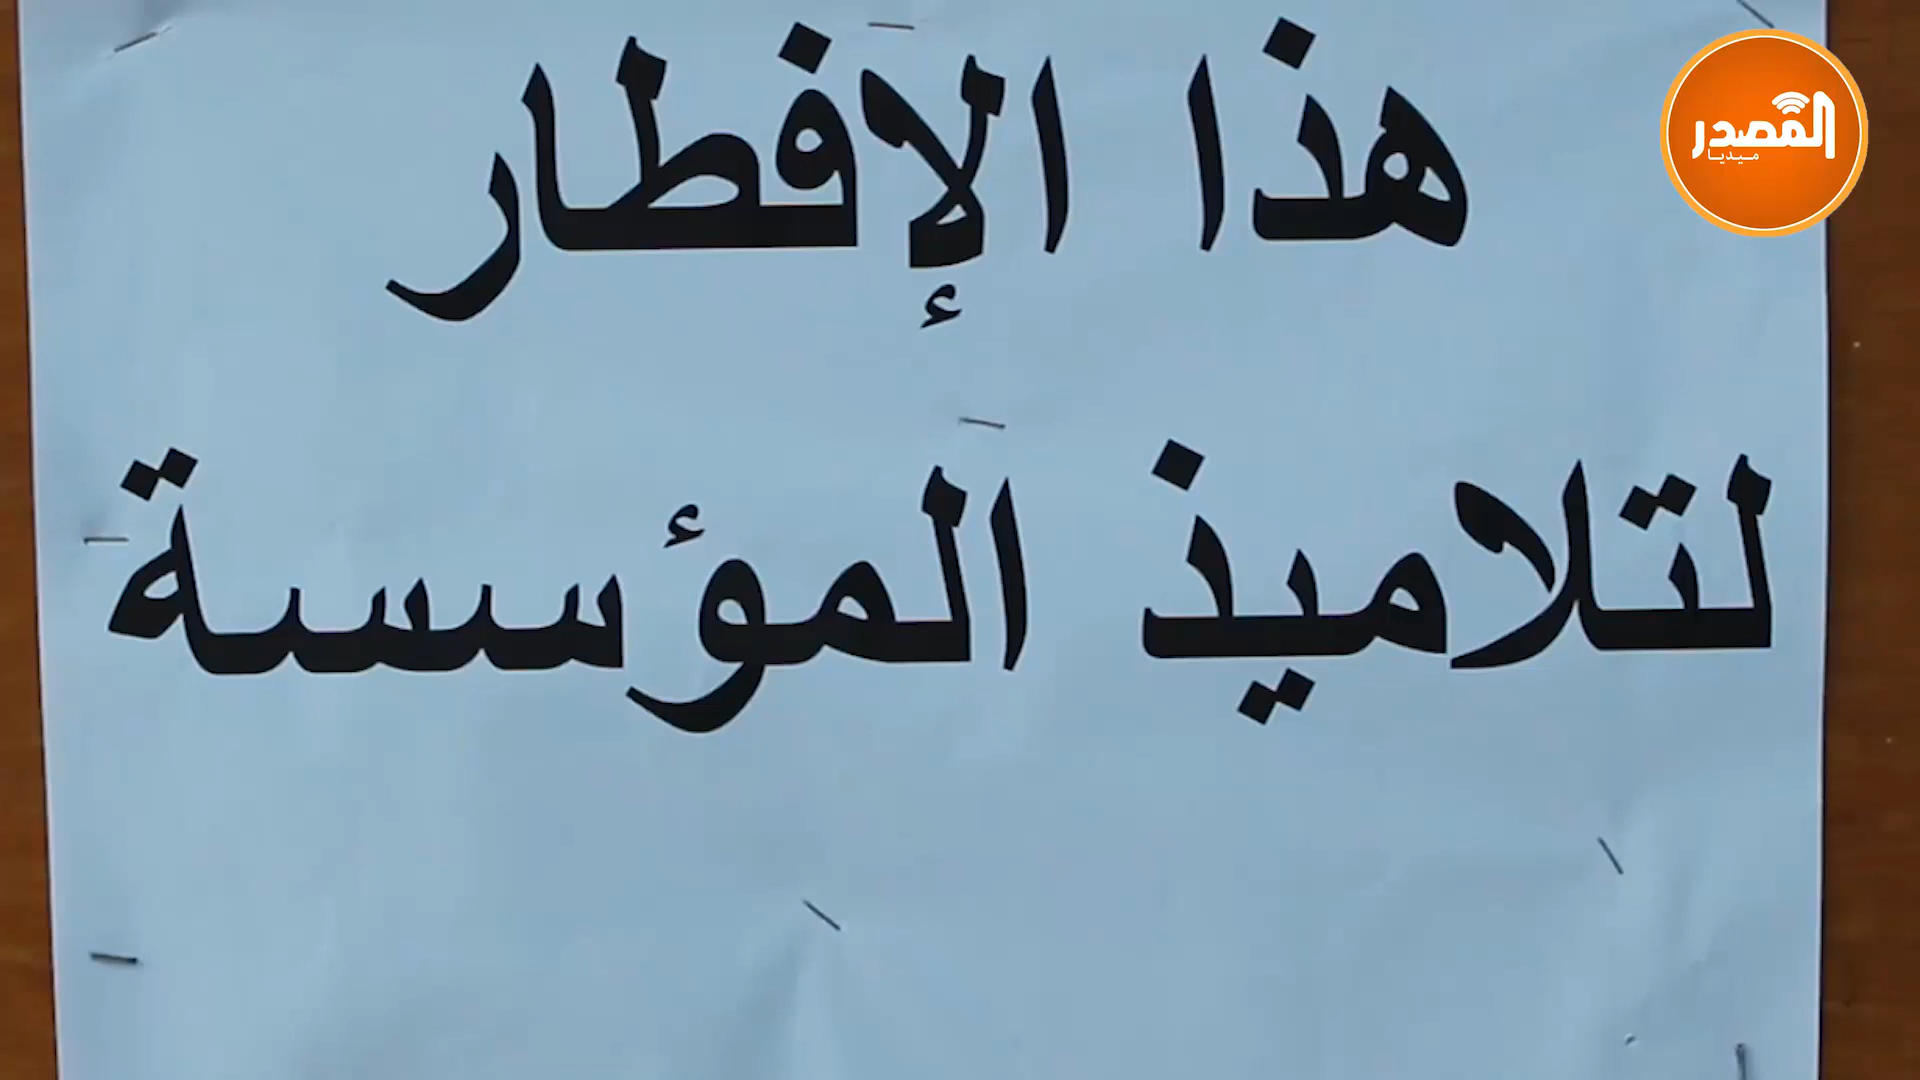 هذا الإفطار
لتلاميذ المؤسسة
المصدر
ميديا